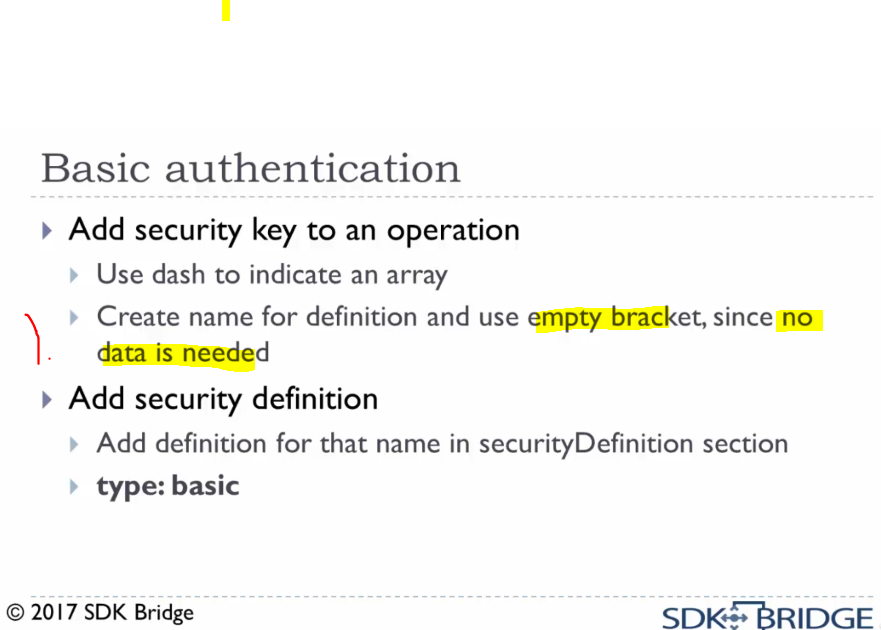 Basic authentication
Add security key to an operation
Use dash to indicate an array
Create name for definition and use empty bracket, since no
data is needed
Add security definition
Add definition for that name in securityDefinition section
type: basic
© 2017 SDK Bridge
SDK BRIDGE